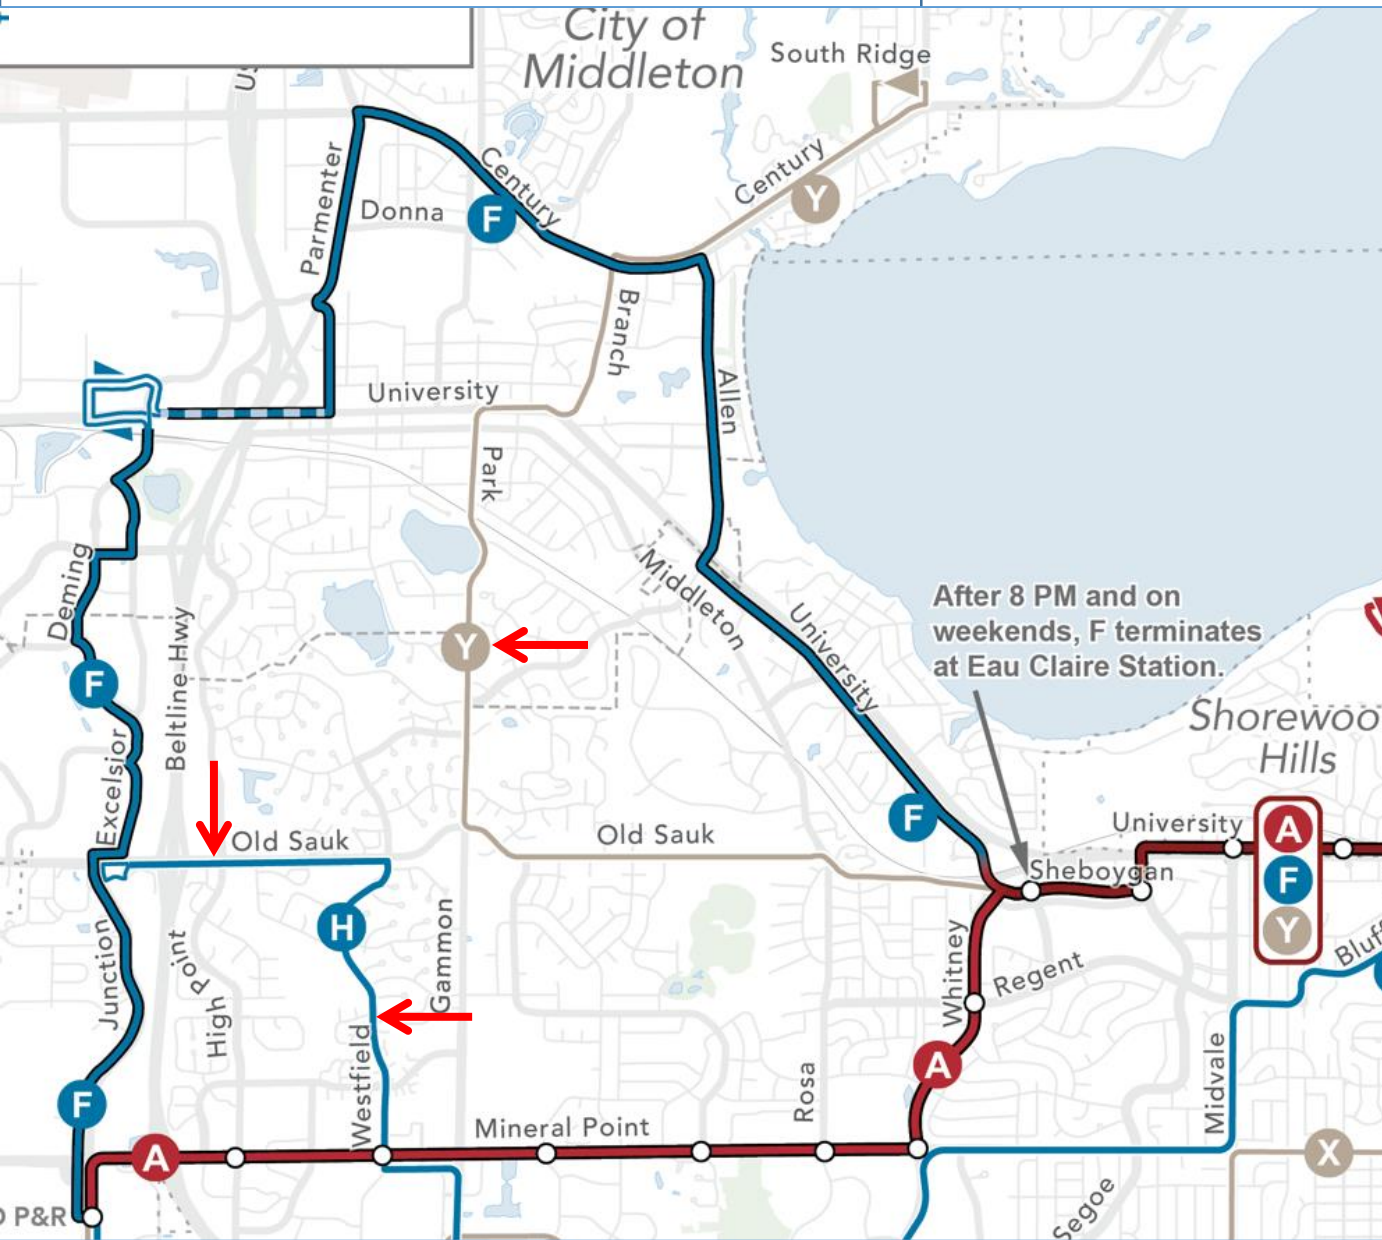 City of
Middleton
South Ridge
US
Century
Y
Parmenter
Donna
Century
F
Branch
University
Allen
Park
Deming
Middleton
University
After 8 PM and on
weekends, F terminates
at Eau Claire Station.
Y
F
Beltline Hwy
Shorewoo
Hills
Excelsior
Old Sauk
Old Sauk
F
University
A
F
Y
Sheboygan
H
Gammon
Junction
High Point
Whitney
Regent
Bluff
Westfield
A
Rosa
Midvale
F
Mineral Point
A
X
Segoe
P&R